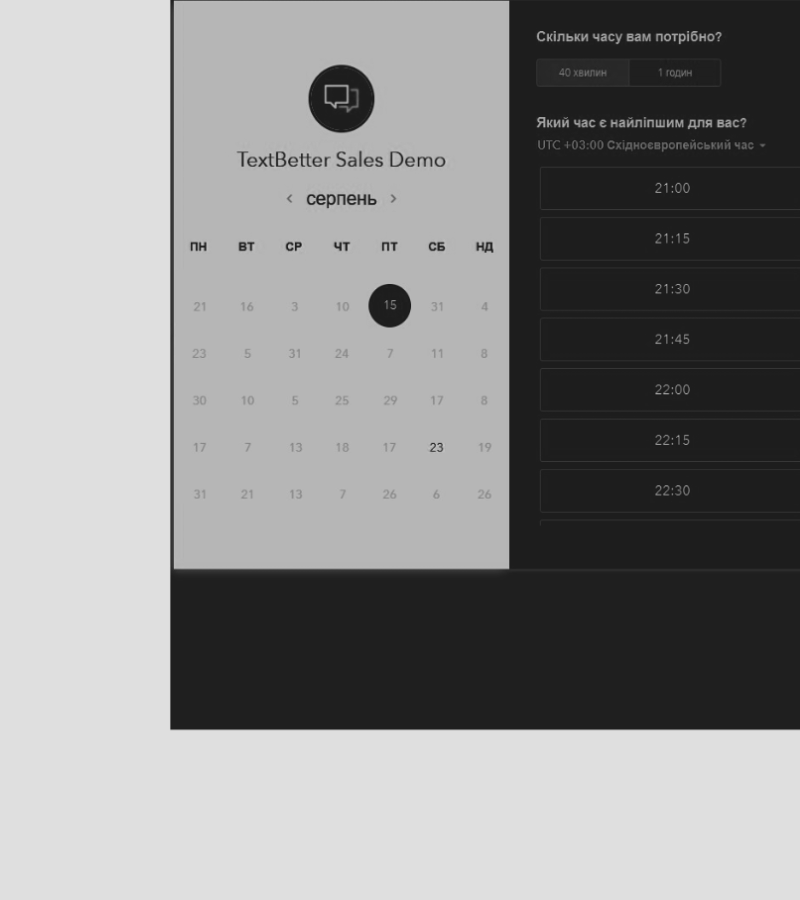 TextBetter Sales Demo
серпень
ПН ВТ СР ЧТ ПТ СБ НД
21 16 3 10 15 31 4
23 5 31 24 7 11 8
30 10 5 25 29 17 8
17 7 13 18 17 23 19
31 21 13 7 26 6 26
Скільки часу вам потрібно?
40 хвилин 1 годин
Який час є найліпшим для вас?
UTC +03:00 Східноєвропейський час
21:00
21:15
21:30
21:45
22:00
22:15
22:30